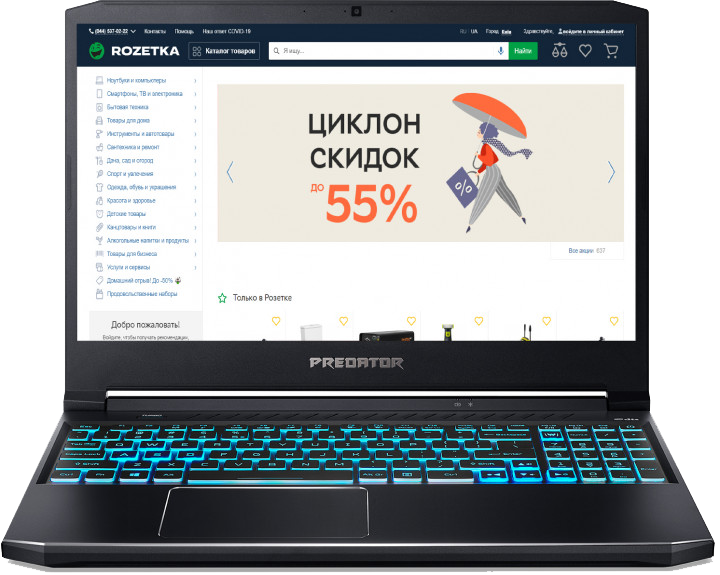 (044) 537-02-22 Контакты Помощь Наш ответ COVID-19 RU UA Город Киев Здравствуйте, войдите в личный кабинет
ROZETKA Каталог товаров Я ищу... Найти
Ноутбуки и компьютеры
Смартфоны, ТВ и электроника
Бытовая техника
Товары для дома
Инструменты и автотовары
Сантехника и ремонт
Дача, сад и огород
Спорт и увлечения
Одежда, обувь и украшения
Красота и здоровье
Детские товары
Канцтовары и книги
Алкогольные напитки и продукты
Товары для бизнеса
Услуги и сервисы
Домашний отрыв! До -50%
Продовольственные наборы
ЦИКЛОН
СКИДОК
ДО 55%
%
Все акции 637
Только в Розетке
Добро пожаловать!
Войдите, чтобы получать рекомендации,
PREDATOR
Q W E R T Y U I O P
A S D F G H J K L
Z X C V B N M